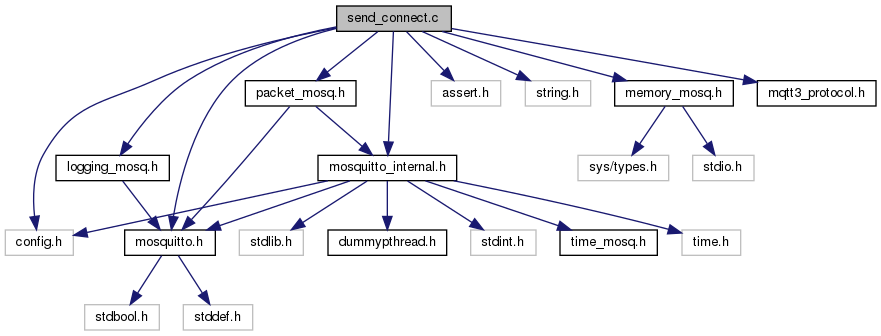 send_connect.c
packet_mosq.h
assert.h
string.h
memory_mosq.h
mqtt3_protocol.h
logging_mosq.h
mosquitto_internal.h
sys/types.h
stdio.h
config.h
mosquitto.h
stdlib.h
dummypthread.h
stdint.h
time_mosq.h
time.h
stdbool.h
stddef.h